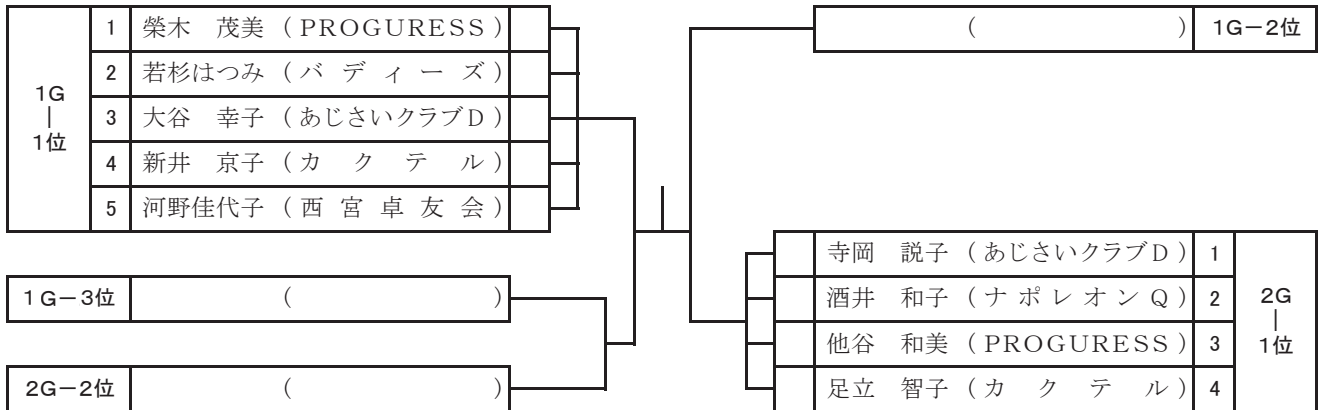 1G
|
1位
1 榮木 茂美 (PROGURESS)
2 若杉はつみ (バディーズ)
3 大谷 幸子 (あじさいクラブD)
4 新井 京子 (カクテル)
5 河野佳代子 (西宮卓友会)
1G-3位 ( )
2G-2位 ( )
( ) 1G-2位
寺岡 説子 (あじさいクラブD) 1
酒井 和子 (ナポレオンQ) 2
他谷 和美 (PROGURESS) 3
足立 智子 (カクテル) 4
2G
|
1位